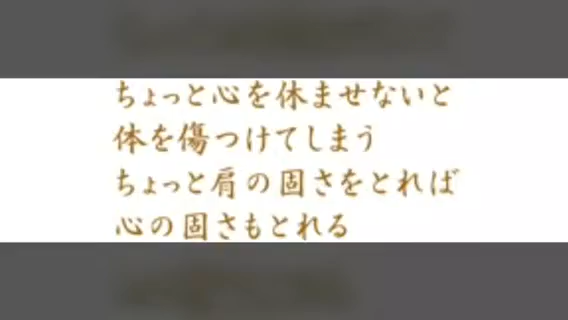 ちょっと心を休ませないと
体を傷つけてしまう
ちょっと肩の固さをとれば
心の固さもとれる